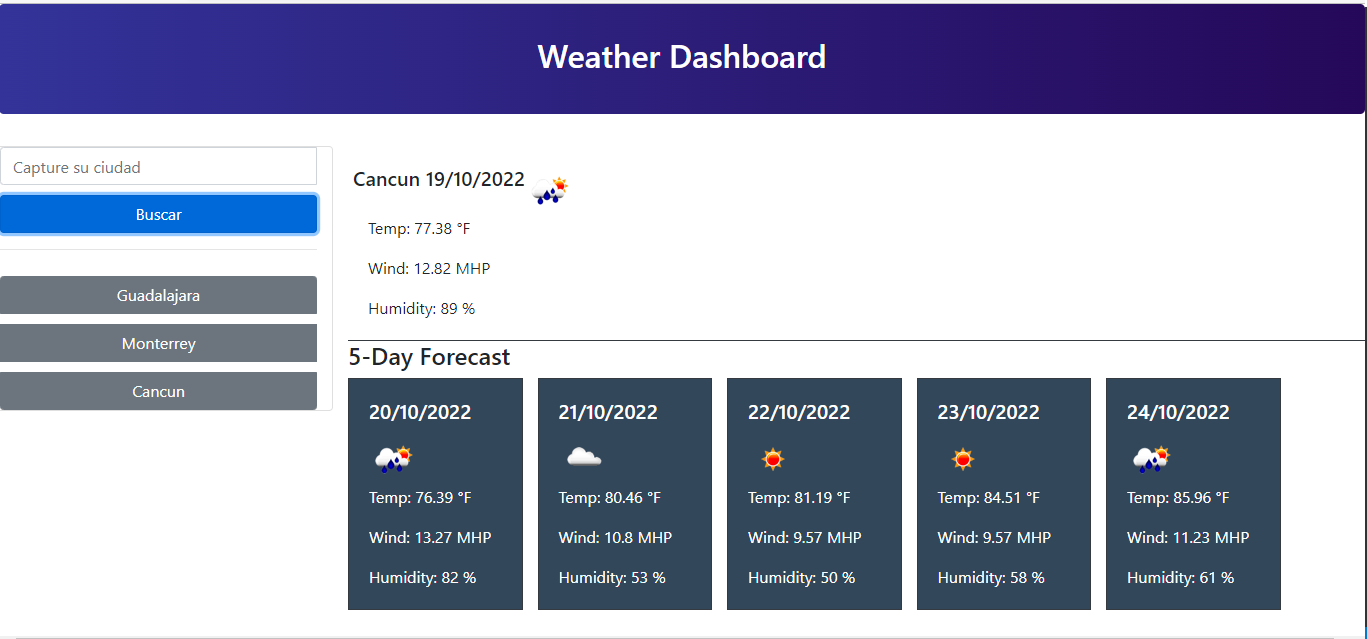 Weather Dashboard
Capture su ciudad
Buscar
Guadalajara
Monterrey
Cancun
Cancun 19/10/2022
Temp: 77.38 °F
Wind: 12.82 MHP
Humidity: 89 %
5-Day Forecast
20/10/2022
Temp: 76.39 °F
Wind: 13.27 MHP
Humidity: 82 %
21/10/2022
Temp: 80.46 °F
Wind: 10.8 MHP
Humidity: 53 %
22/10/2022
Temp: 81.19 °F
Wind: 9.57 MHP
Humidity: 50 %
23/10/2022
Temp: 84.51 °F
Wind: 9.57 MHP
Humidity: 58 %
24/10/2022
Temp: 85.96 °F
Wind: 11.23 MHP
Humidity: 61 %